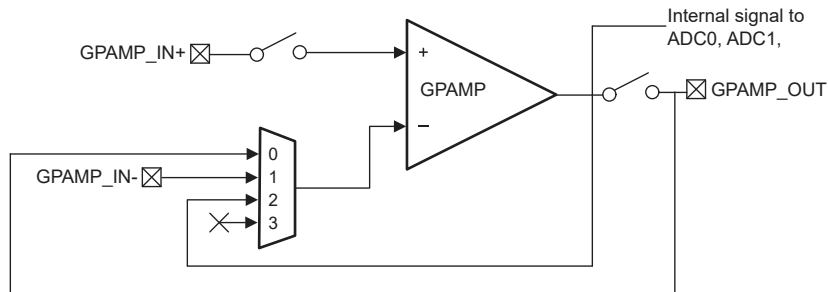 Internal signal to
ADC0, ADC1,
GPAMP_IN+
+
GPAMP
GPAMP_OUT
−
0
GPAMP_IN-
1
2
3